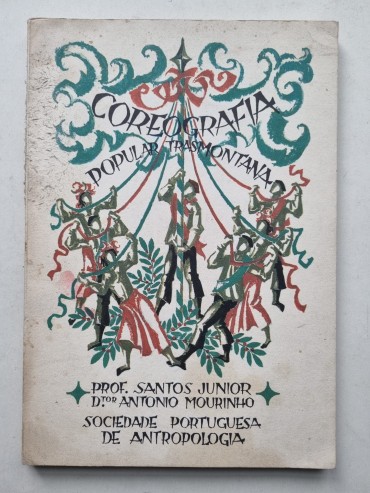 COREOGRAFIA
POPULAR TRASMONTANA
PROF. SANTOS JUNIOR
D.TOR ANTONIO MOURINHO
SOCIEDADE PORTUGUESA
DE ANTROPOLOGIA